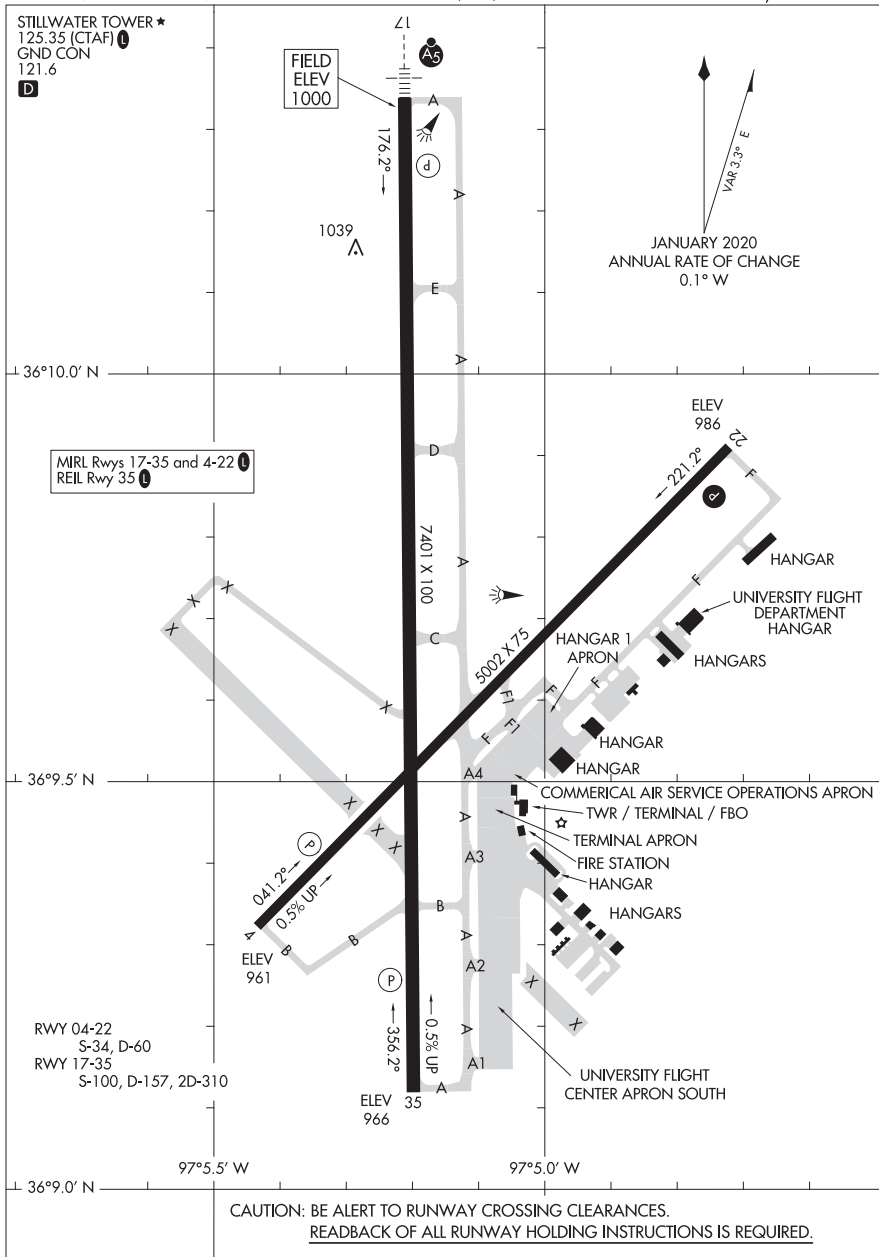 STILLWATER TOWER ★
125.35 (CTAF) L
GND CON
121.6
D
17
A5
FIELD
ELEV
1000
A
176.2°
P
A
1039
VAR 3.3° E
JANUARY 2020
ANNUAL RATE OF CHANGE
0.1° W
E
A
36°10.0' N
ELEV
986
22
221.2°
F
P
D
MIRL Rwys 17-35 and 4-22 L
REIL Rwy 35 L
7401 X 100
A
HANGAR
F
UNIVERSITY FLIGHT
DEPARTMENT
HANGAR
X
X
X
C
5002 X 75
HANGAR 1
APRON
HANGARS
F
F
F1
F1
F
X
HANGAR
HANGAR
36°9.5' N
A4
COMMERICAL AIR SERVICE OPERATIONS APRON
TWR / TERMINAL / FBO
X
X
X
A
TERMINAL APRON
P
A3
FIRE STATION
HANGAR
041.2°
0.5% UP
B
HANGARS
4
B
B
A
ELEV
961
A2
P
X
X
356.2°
0.5% UP
A
RWY 04-22
S-34, D-60
RWY 17-35
S-100, D-157, 2D-310
A1
A
UNIVERSITY FLIGHT
CENTER APRON SOUTH
ELEV
966
35
97°5.5' W
97°5.0' W
36°9.0' N
CAUTION: BE ALERT TO RUNWAY CROSSING CLEARANCES.
READBACK OF ALL RUNWAY HOLDING INSTRUCTIONS IS REQUIRED.